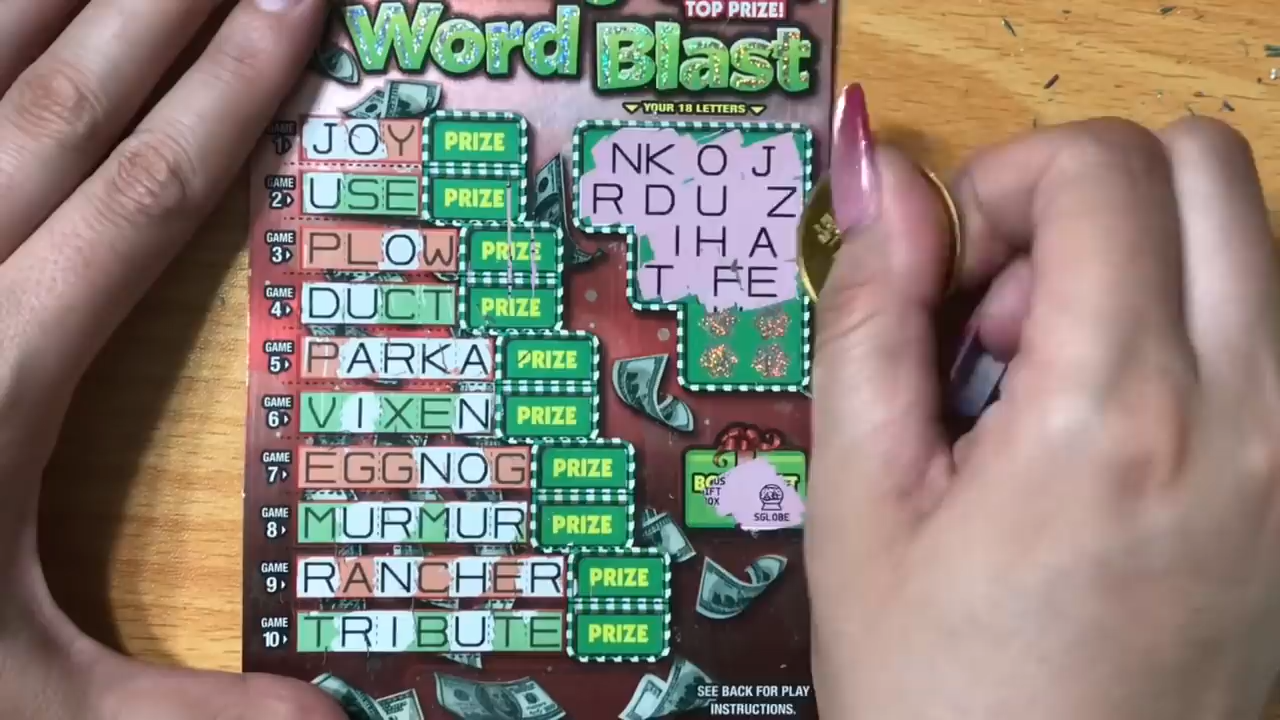 TOP PRIZE!
Word Blast
YOUR 18 LETTERS
GAME 1 JOY PRIZE
GAME 2 USE PRIZE
GAME 3 PLOW PRIZE
GAME 4 DUCT PRIZE
GAME 5 PARKA PRIZE
GAME 6 VIXEN PRIZE
GAME 7 EGGNOG PRIZE
GAME 8 MURMUR PRIZE
GAME 9 RANCHER PRIZE
GAME 10 TRIBUTE PRIZE
N K O J
R D U Z
I H A
T F E
SGLOBE
SEE BACK FOR PLAY
INSTRUCTIONS.